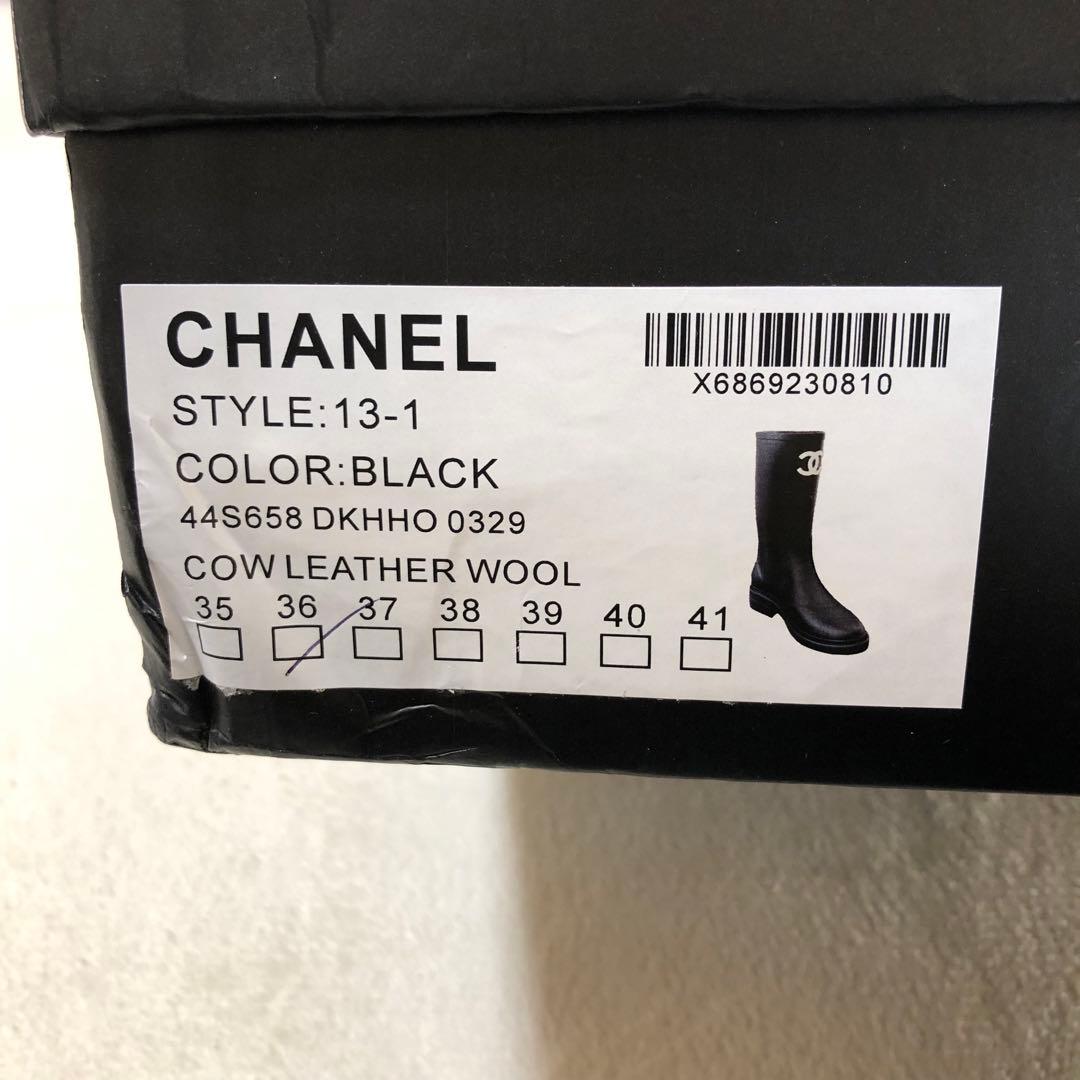 CHANEL
STYLE:13-1
COLOR:BLACK
44S658 DKHHO 0329
COW LEATHER WOOL
35 36 37 38 39 40 41
X6869230810